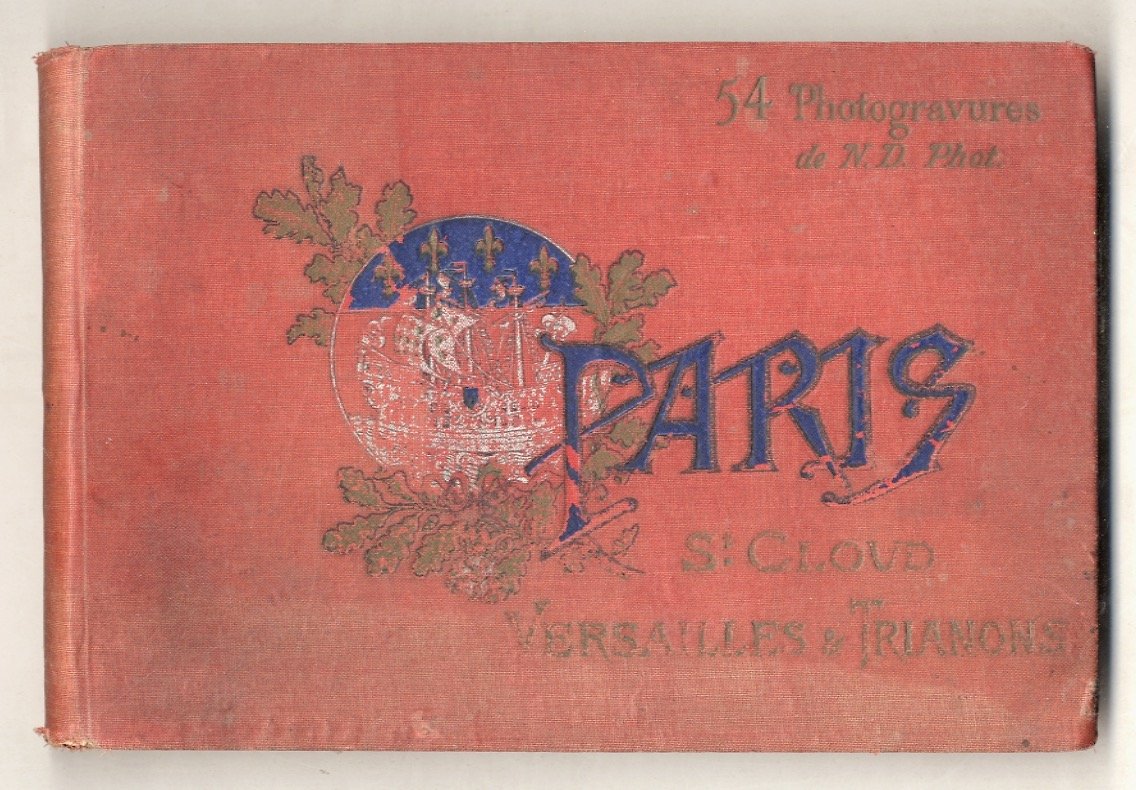 54 Photogravures
de N. D. Phot.
PARIS
St CLOUD
VERSAILLES & TRIANONS